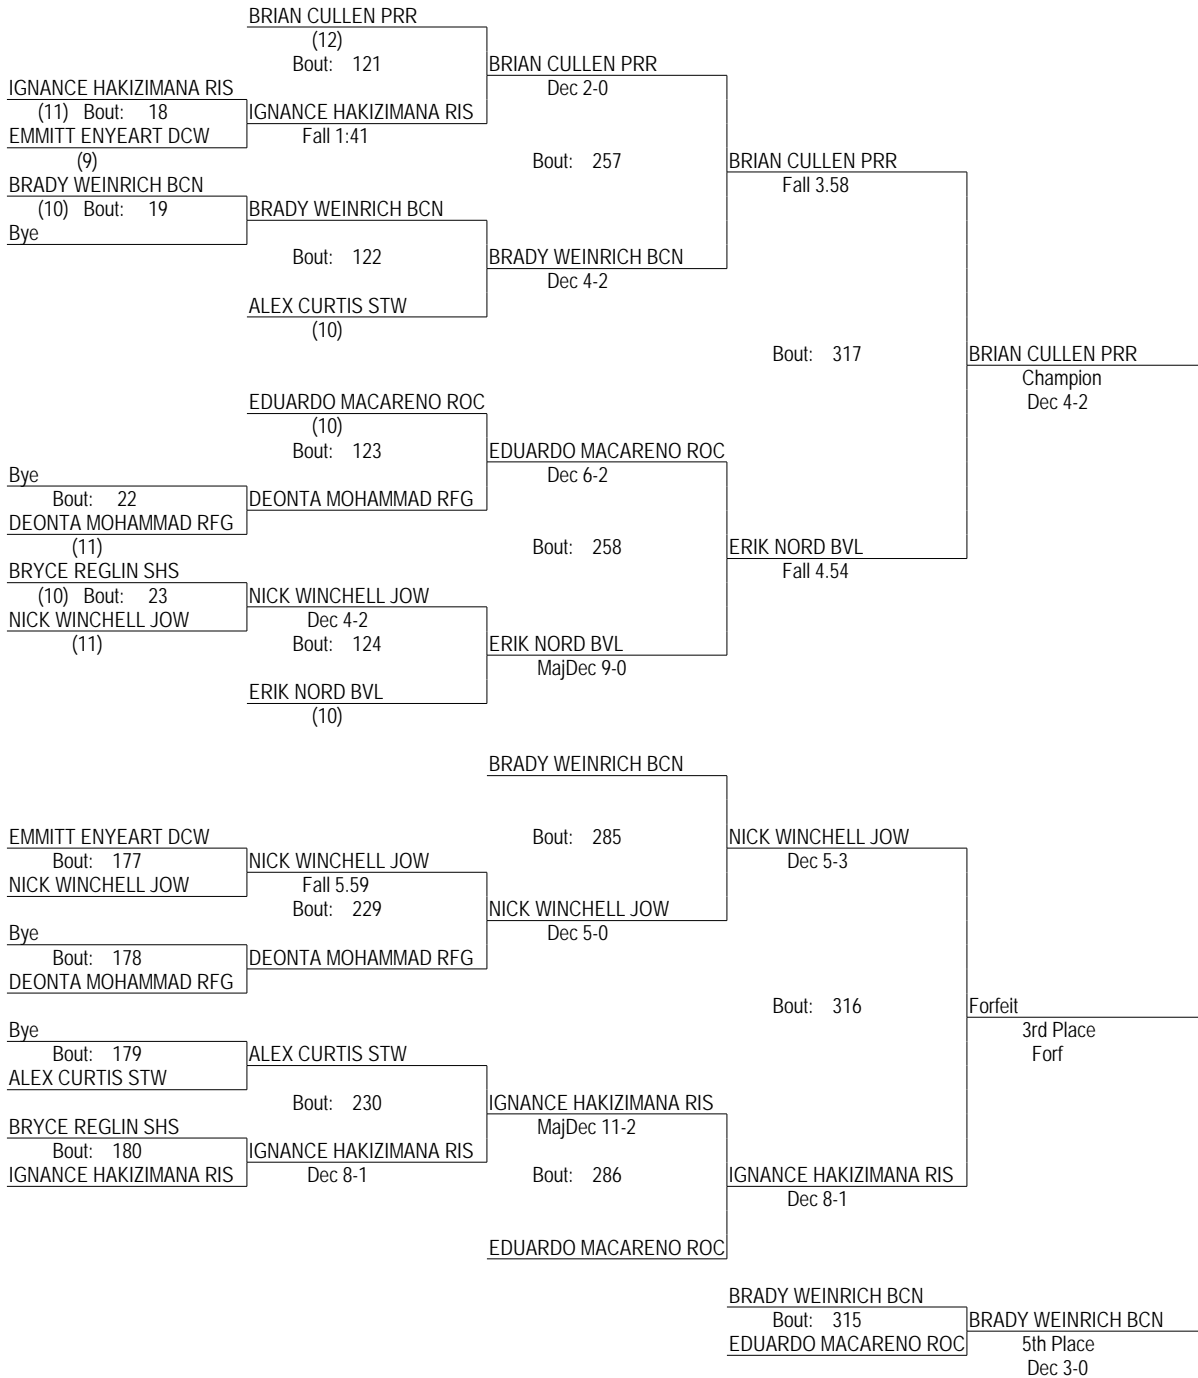 BRIAN CULLEN PRR
(12)
Bout: 121
BRIAN CULLEN PRR
Dec 2-0
IGNANCE HAKIZIMANA RIS
(11) Bout: 18
IGNANCE HAKIZIMANA RIS
Fall 1:41
EMMITT ENYEART DCW
(9)
Bout: 257
BRIAN CULLEN PRR
Fall 3.58
BRADY WEINRICH BCN
(10) Bout: 19
BRADY WEINRICH BCN
Bye
Bout: 122
BRADY WEINRICH BCN
Dec 4-2
ALEX CURTIS STW
(10)
Bout: 317
BRIAN CULLEN PRR
Champion
Dec 4-2
EDUARDO MACARENO ROC
(10)
Bout: 123
EDUARDO MACARENO ROC
Dec 6-2
Bye
Bout: 22
DEONTA MOHAMMAD RFG
DEONTA MOHAMMAD RFG
(11)
Bout: 258
ERIK NORD BVL
Fall 4.54
BRYCE REGLIN SHS
(10) Bout: 23
NICK WINCHELL JOW
Dec 4-2
NICK WINCHELL JOW
(11)
Bout: 124
ERIK NORD BVL
MajDec 9-0
ERIK NORD BVL
(10)
BRADY WEINRICH BCN
Bout: 285
NICK WINCHELL JOW
Dec 5-3
EMMITT ENYEART DCW
Bout: 177
NICK WINCHELL JOW
Fall 5.59
NICK WINCHELL JOW
Bout: 229
NICK WINCHELL JOW
Dec 5-0
Bye
Bout: 178
DEONTA MOHAMMAD RFG
DEONTA MOHAMMAD RFG
Bout: 316
Forfeit
3rd Place
Forf
Bye
Bout: 179
ALEX CURTIS STW
ALEX CURTIS STW
Bout: 230
IGNANCE HAKIZIMANA RIS
MajDec 11-2
BRYCE REGLIN SHS
Bout: 180
IGNANCE HAKIZIMANA RIS
Dec 8-1
IGNANCE HAKIZIMANA RIS
Bout: 286
IGNANCE HAKIZIMANA RIS
Dec 8-1
EDUARDO MACARENO ROC
BRADY WEINRICH BCN
Bout: 315
BRADY WEINRICH BCN
EDUARDO MACARENO ROC
5th Place
Dec 3-0